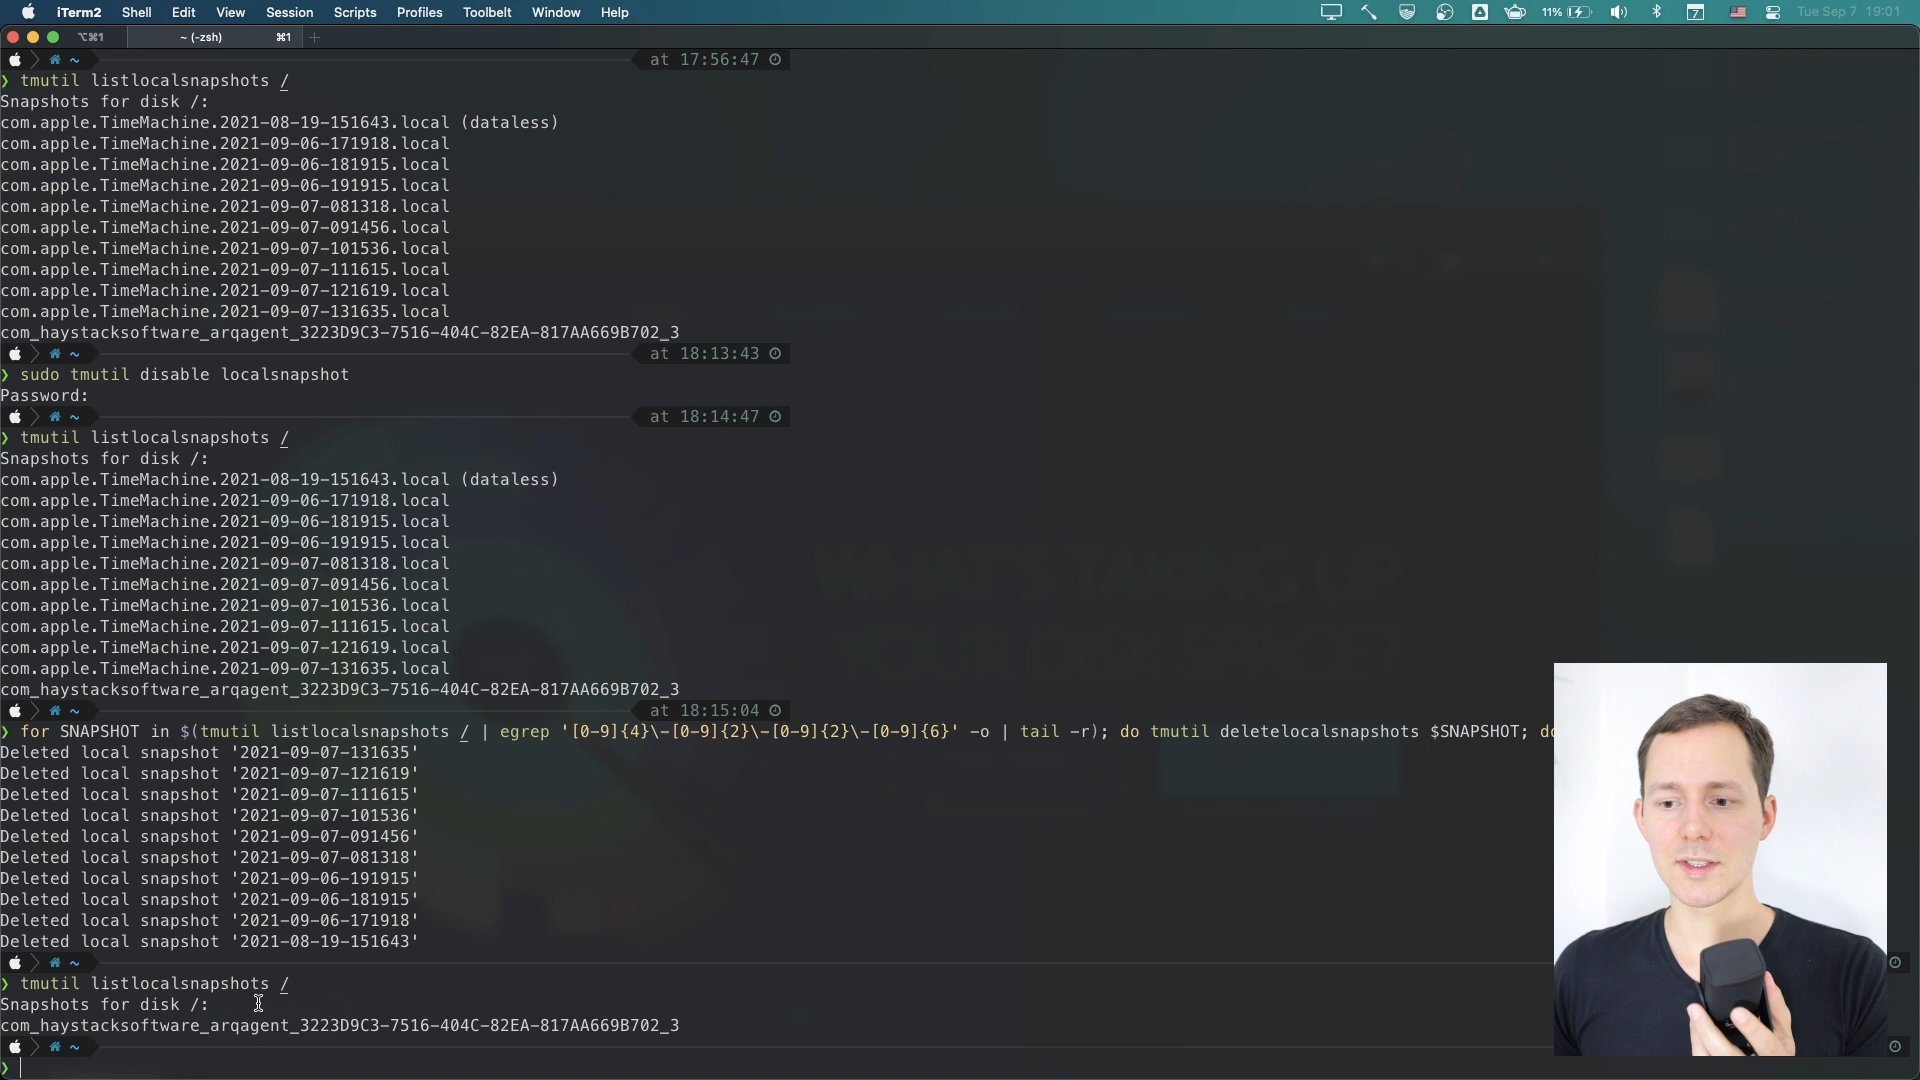 iTerm2 Shell Edit View Session Scripts Profiles Toolbelt Window Help 11% 7 Tue Sep 7 19:01
⌥⌘1 ~ (-zsh) ⌘1
~ at 17:56:47
❯ tmutil listlocalsnapshots /
Snapshots for disk /:
com.apple.TimeMachine.2021-08-19-151643.local (dataless)
com.apple.TimeMachine.2021-09-06-171918.local
com.apple.TimeMachine.2021-09-06-181915.local
com.apple.TimeMachine.2021-09-06-191915.local
com.apple.TimeMachine.2021-09-07-081318.local
com.apple.TimeMachine.2021-09-07-091456.local
com.apple.TimeMachine.2021-09-07-101536.local
com.apple.TimeMachine.2021-09-07-111615.local
com.apple.TimeMachine.2021-09-07-121619.local
com.apple.TimeMachine.2021-09-07-131635.local
com_haystacksoftware_arqagent_3223D9C3-7516-404C-82EA-817AA669B702_3
~ at 18:13:43
❯ sudo tmutil disable localsnapshot
Password:
~ at 18:14:47
❯ tmutil listlocalsnapshots /
Snapshots for disk /:
com.apple.TimeMachine.2021-08-19-151643.local (dataless)
com.apple.TimeMachine.2021-09-06-171918.local
com.apple.TimeMachine.2021-09-06-181915.local
com.apple.TimeMachine.2021-09-06-191915.local
com.apple.TimeMachine.2021-09-07-081318.local
com.apple.TimeMachine.2021-09-07-091456.local
com.apple.TimeMachine.2021-09-07-101536.local
com.apple.TimeMachine.2021-09-07-111615.local
com.apple.TimeMachine.2021-09-07-121619.local
com.apple.TimeMachine.2021-09-07-131635.local
com_haystacksoftware_arqagent_3223D9C3-7516-404C-82EA-817AA669B702_3
~ at 18:15:04
❯ for SNAPSHOT in $(tmutil listlocalsnapshots / | egrep '[0-9]{4}\-[0-9]{2}\-[0-9]{2}\-[0-9]{6}' -o | tail -r); do tmutil deletelocalsnapshots $SNAPSHOT; do
Deleted local snapshot '2021-09-07-131635'
Deleted local snapshot '2021-09-07-121619'
Deleted local snapshot '2021-09-07-111615'
Deleted local snapshot '2021-09-07-101536'
Deleted local snapshot '2021-09-07-091456'
Deleted local snapshot '2021-09-07-081318'
Deleted local snapshot '2021-09-06-191915'
Deleted local snapshot '2021-09-06-181915'
Deleted local snapshot '2021-09-06-171918'
Deleted local snapshot '2021-08-19-151643'
~
❯ tmutil listlocalsnapshots /
Snapshots for disk /:
com_haystacksoftware_arqagent_3223D9C3-7516-404C-82EA-817AA669B702_3
~
❯
WHAT'S TAKING UP
YOUR DISK SPACE?